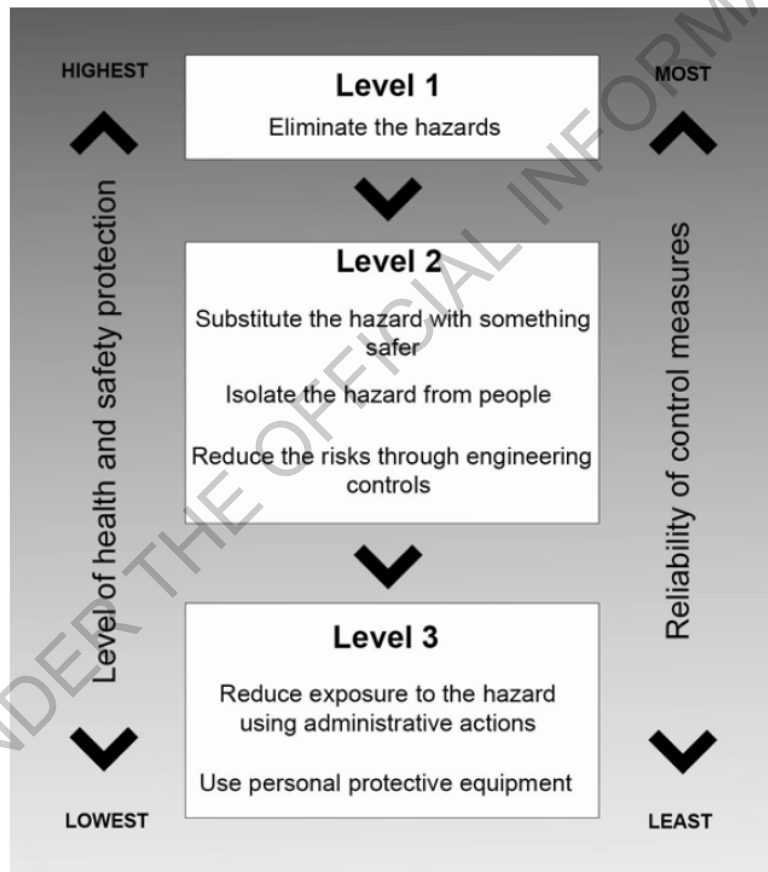 HIGHEST
MOST
Level 1
Eliminate the hazards
Level 2
Substitute the hazard with something
safer
Isolate the hazard from people
Reduce the risks through engineering
controls
Level 3
Reduce exposure to the hazard
using administrative actions
Use personal protective equipment
Level of health and safety protection
Reliability of control measures
LOWEST
LEAST
UNDER THE OFFICIAL